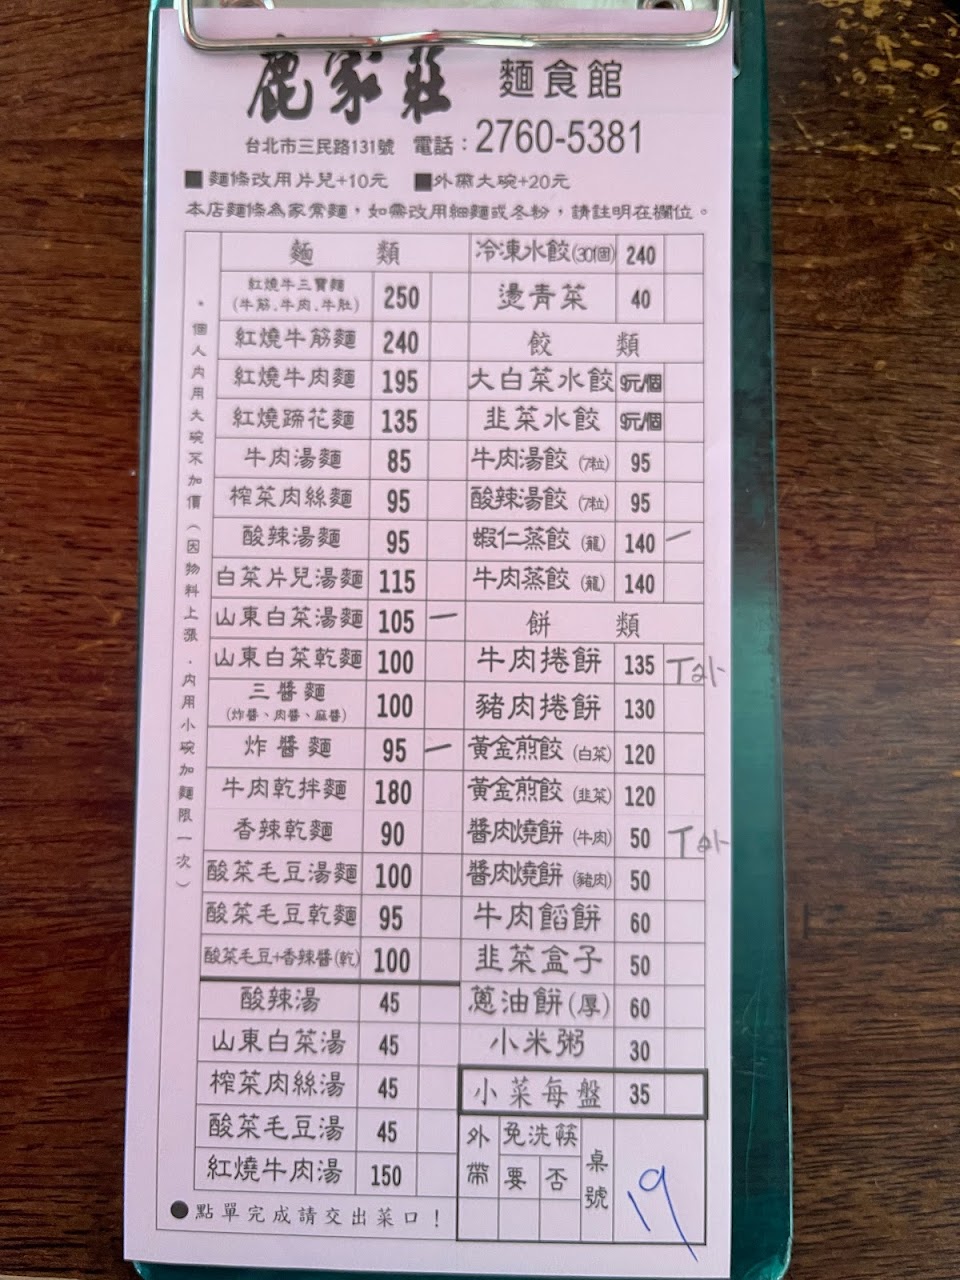 鹿家莊 麵食館
台北市三民路131號 電話：2760-5381
■ 麵條改用片兒+10元 ■外帶大碗+20元
本店麵條為家常麵，如需改用細麵或冬粉，請註明在欄位。
。個人內用大碗不加價（因物料上漲．內用小碗加麵限一次）
麵類
紅燒牛三寶麵 250
(牛筋、牛肉、牛肚)
紅燒牛筋麵 240
紅燒牛肉麵 195
紅燒蹄花麵 135
牛肉湯麵 85
榨菜肉絲麵 95
酸辣湯麵 95
白菜片兒湯麵 115
山東白菜湯麵 105 一
山東白菜乾麵 100
三醬麵 100
(炸醬、肉醬、麻醬)
炸醬麵 95 一
牛肉乾拌麵 180
香辣乾麵 90
酸菜毛豆湯麵 100
酸菜毛豆乾麵 95
酸菜毛豆+香辣醬(乾) 100
酸辣湯 45
山東白菜湯 45
榨菜肉絲湯 45
酸菜毛豆湯 45
紅燒牛肉湯 150
冷凍水餃(30個) 240
燙青菜 40
餃類
大白菜水餃 9元/個
韭菜水餃 9元/個
牛肉湯餃 (7粒) 95
酸辣湯餃 (7粒) 95
蝦仁蒸餃 (籠) 140 一
牛肉蒸餃 (籠) 140
餅類
牛肉捲餅 135
豬肉捲餅 130
黃金煎餃 (白菜) 120
黃金煎餃 (韭菜) 120
醬肉燒餅 (牛肉) 50
醬肉燒餅 (豬肉) 50
牛肉餡餅 60
韭菜盒子 50
蔥油餅(厚) 60
小米粥 30
小菜每盤 35
外帶 免洗筷 桌號 19
要 否
●點單完成請交出菜口！